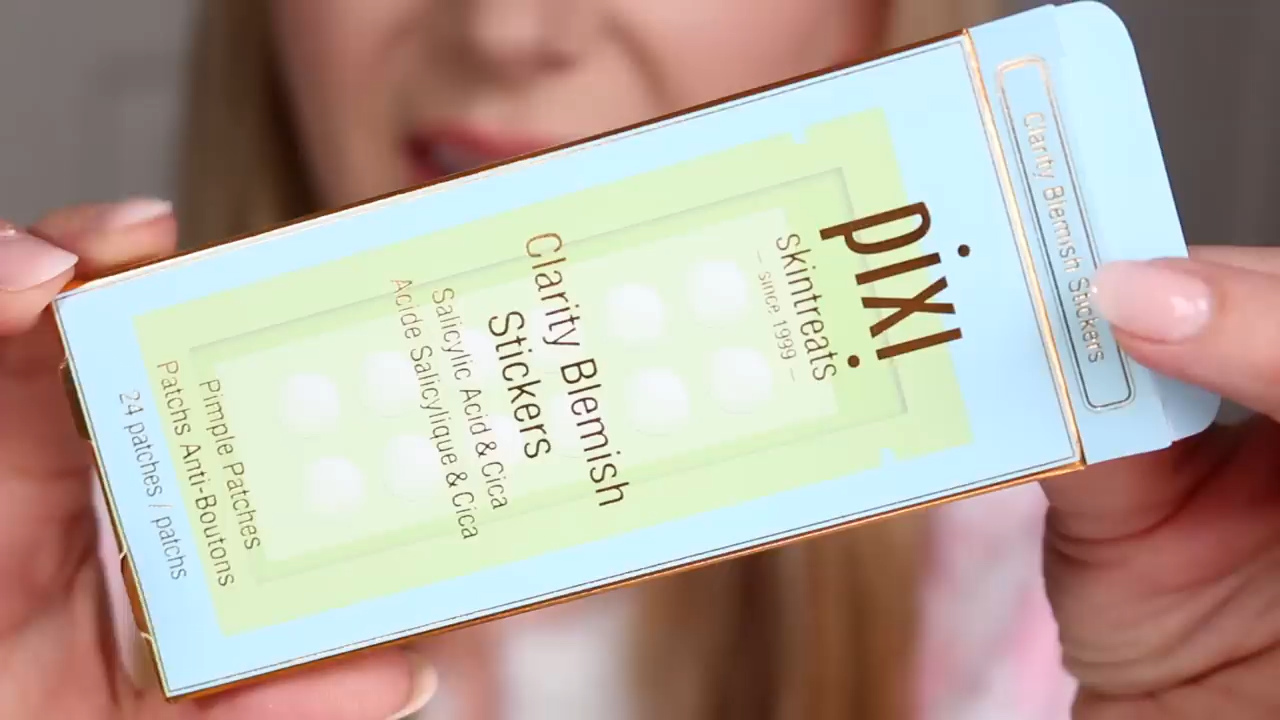 Clarity Blemish Stickers
pixi
Skintreats
– since 1999 –
Clarity Blemish
Stickers
Salicylic Acid & Cica
Acide Salicylique & Cica
Pimple Patches
Patchs Anti-Boutons
24 patches / patchs